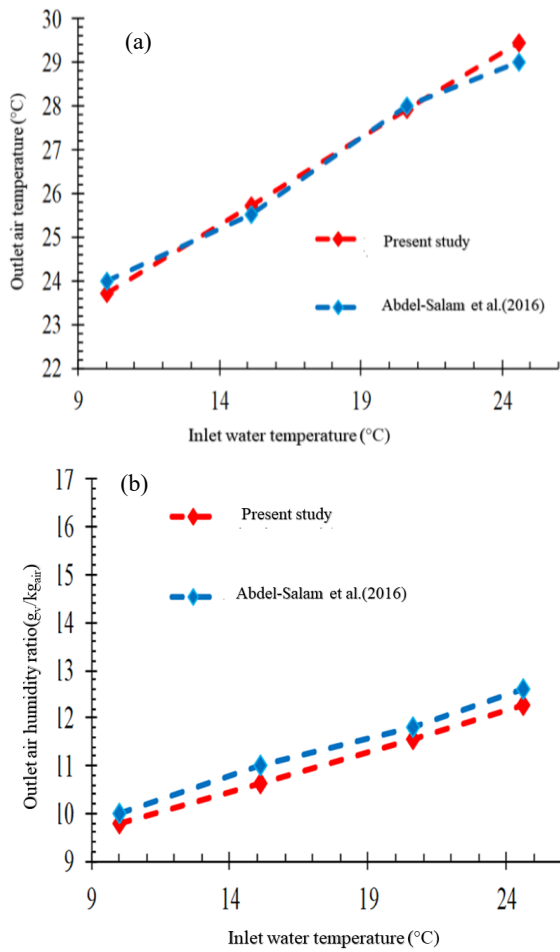 (a)
30
29
28
27
26
25
24
23
22
Outlet air temperature (°C)
Present study
Abdel-Salam et al.(2016)
9 14 19 24
Inlet water temperature (°C)
(b)
17
16
15
14
13
12
11
10
9
Outlet air humidity ratio(gv/kgair)
Present study
Abdel-Salam et al.(2016)
9 14 19 24
Inlet water temperature (°C)